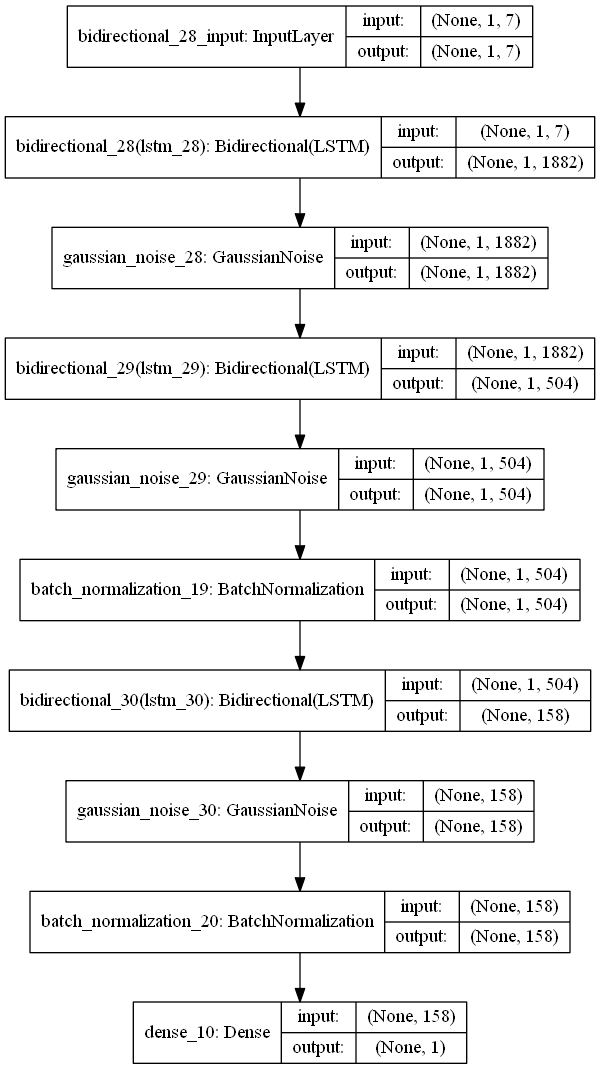 bidirectional_28_input: InputLayer input: (None, 1, 7)
output: (None, 1, 7)
bidirectional_28(lstm_28): Bidirectional(LSTM) input: (None, 1, 7)
output: (None, 1, 1882)
gaussian_noise_28: GaussianNoise input: (None, 1, 1882)
output: (None, 1, 1882)
bidirectional_29(lstm_29): Bidirectional(LSTM) input: (None, 1, 1882)
output: (None, 1, 504)
gaussian_noise_29: GaussianNoise input: (None, 1, 504)
output: (None, 1, 504)
batch_normalization_19: BatchNormalization input: (None, 1, 504)
output: (None, 1, 504)
bidirectional_30(lstm_30): Bidirectional(LSTM) input: (None, 1, 504)
output: (None, 158)
gaussian_noise_30: GaussianNoise input: (None, 158)
output: (None, 158)
batch_normalization_20: BatchNormalization input: (None, 158)
output: (None, 158)
dense_10: Dense input: (None, 158)
output: (None, 1)